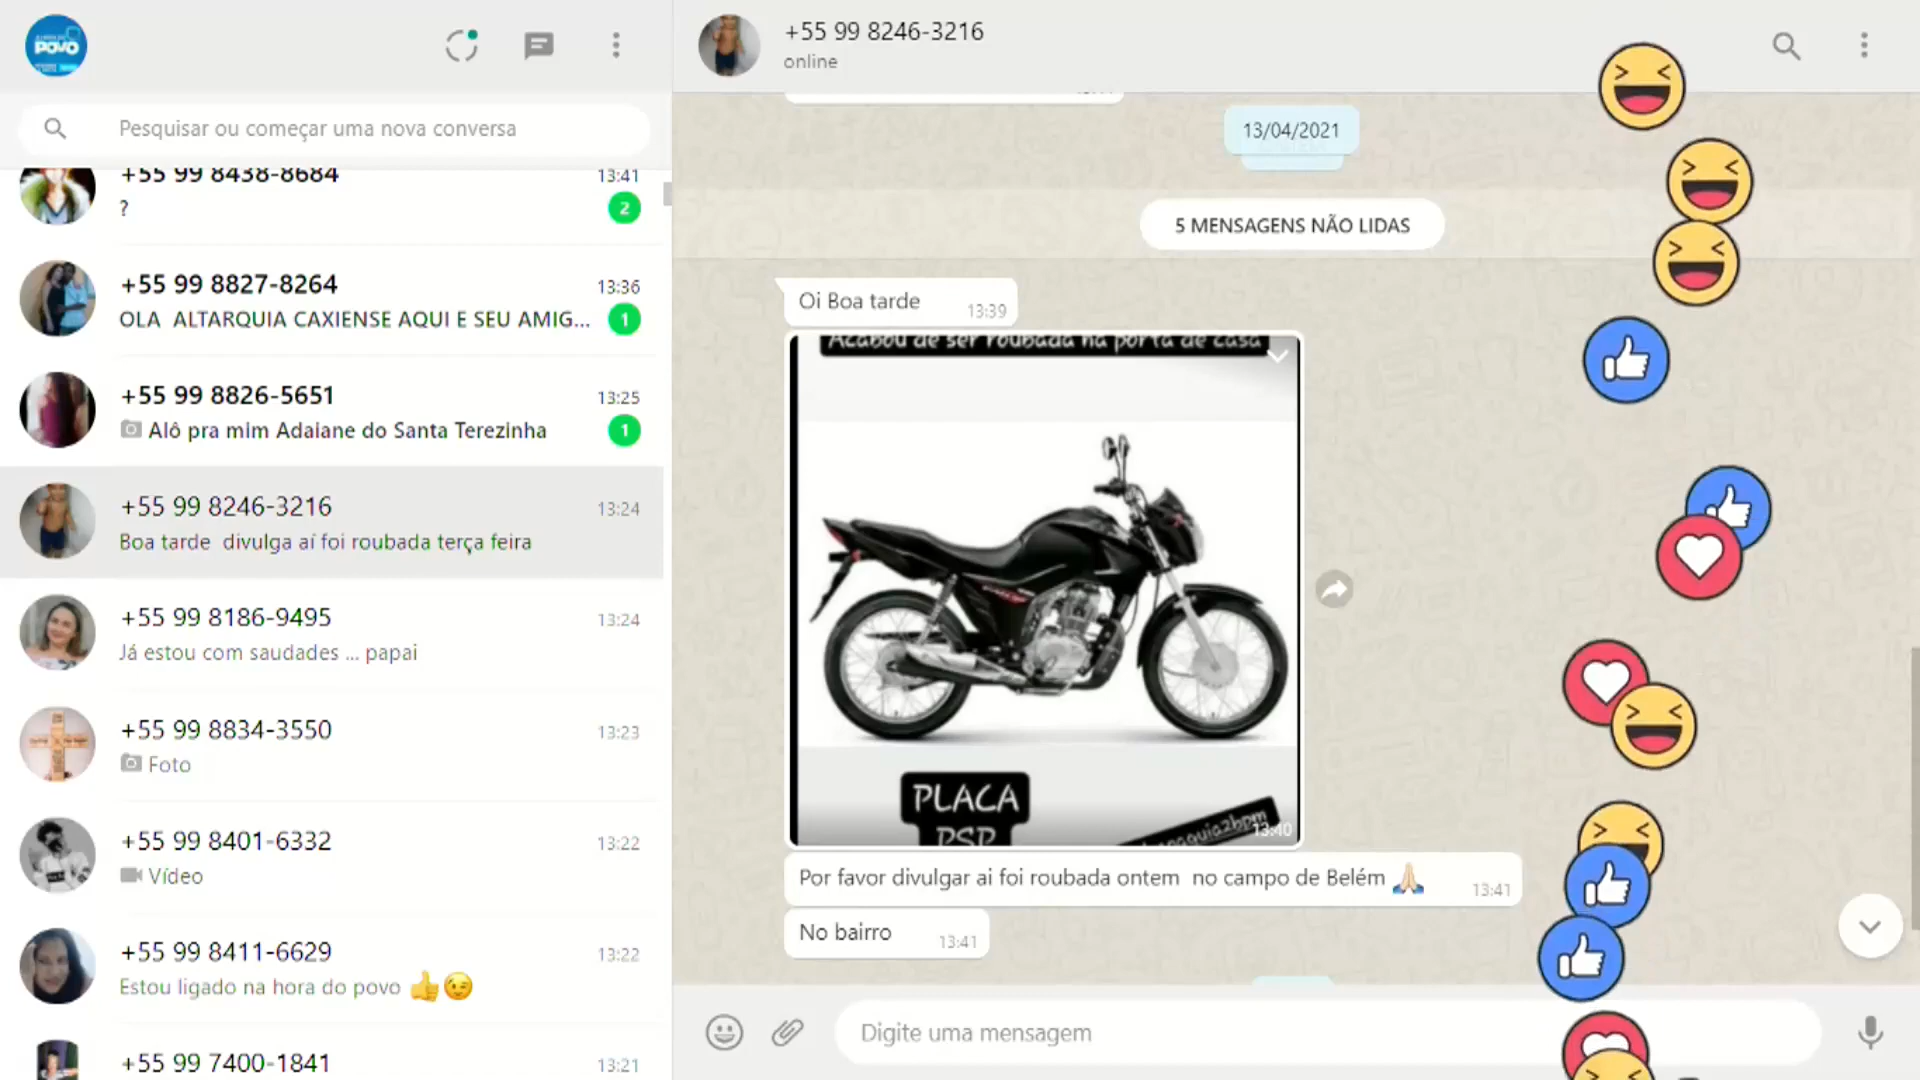 POVO
Pesquisar ou começar uma nova conversa
+55 99 8438-8684
13:41
?
2
+55 99 8827-8264
13:36
OLA ALTARQUIA CAXIENSE AQUI E SEU AMIG...
1
+55 99 8826-5651
13:25
Alô pra mim Adaiane do Santa Terezinha
1
+55 99 8246-3216
13:24
Boa tarde divulga aí foi roubada terça feira
+55 99 8186-9495
13:24
Já estou com saudades ... papai
+55 99 8834-3550
13:23
Foto
+55 99 8401-6332
13:22
Vídeo
+55 99 8411-6629
13:22
Estou ligado na hora do povo 👍😉
+55 99 7400-1841
13:21
+55 99 8246-3216
online
13/04/2021
5 MENSAGENS NÃO LIDAS
Oi Boa tarde
13:39
Acabou de ser roubada na porta de casa
PLACA
PSP
13:40
Por favor divulgar ai foi roubada ontem no campo de Belém 🙏🏻
13:41
No bairro
13:41
Digite uma mensagem